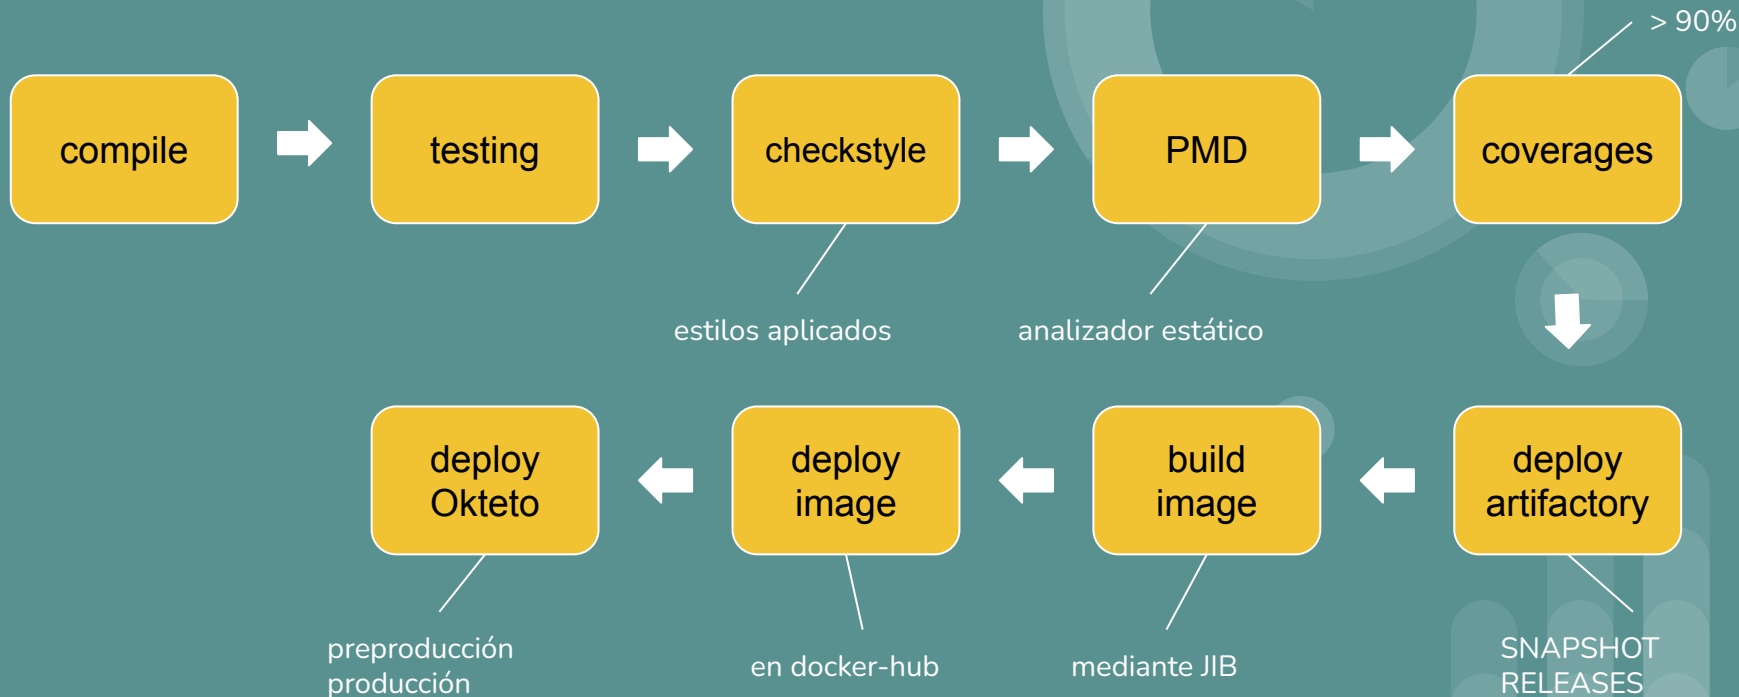 > 90%
compile
testing
checkstyle
PMD
coverages
estilos aplicados
analizador estático
deploy
Okteto
deploy
image
build
image
deploy
artifactory
preproducción
producción
en docker-hub
mediante JIB
SNAPSHOT
RELEASES